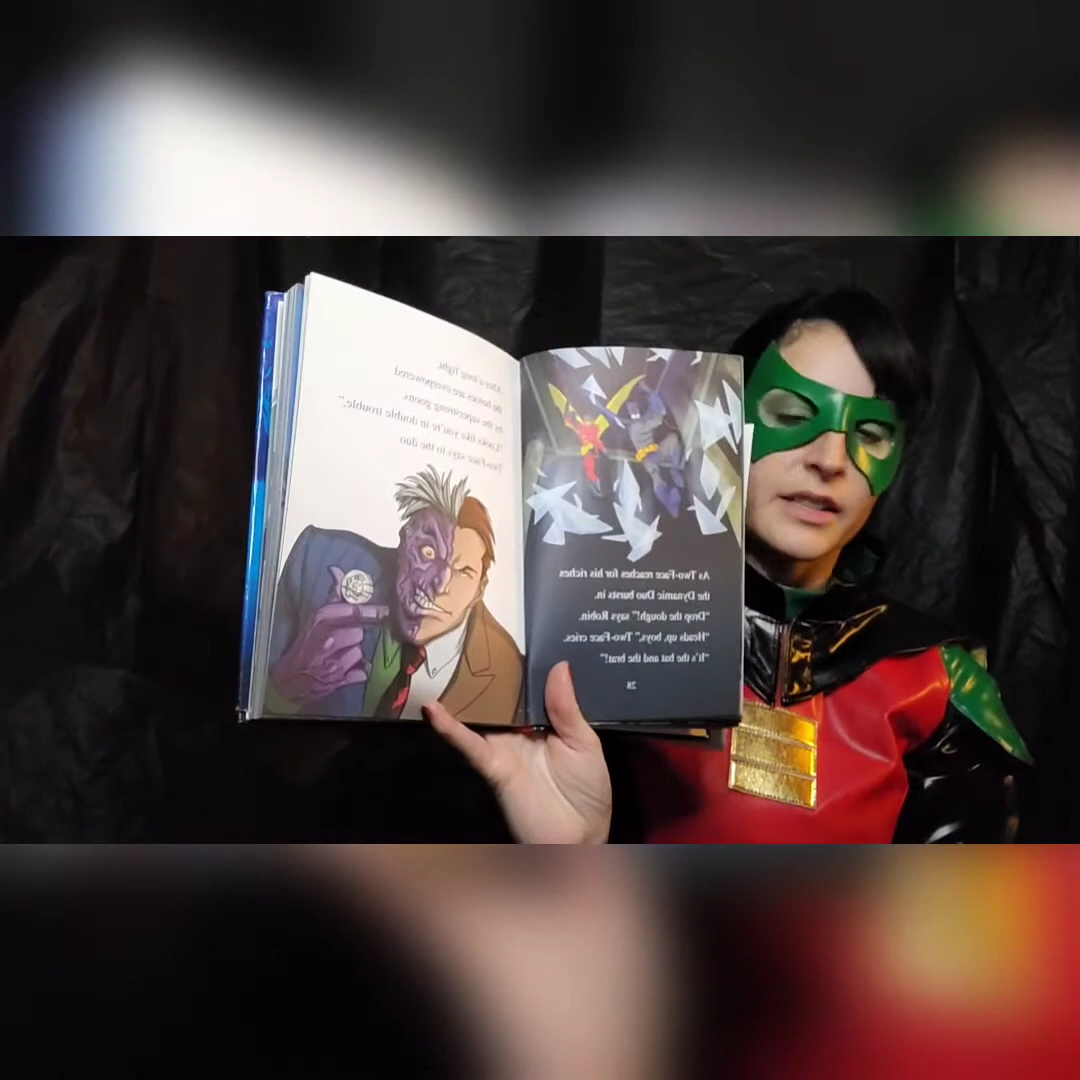 As Two-Face reaches for his riches
the Dynamic Duo bursts in.
"Drop the dough!" says Robin.
"Heads up, boys," Two-Face cries.
"It's the bat and the brat!"
28
After a long fight,
the heroes are overpowered
by the superstrong goons.
"Looks like you're in double trouble,"
Two-Face says to the duo